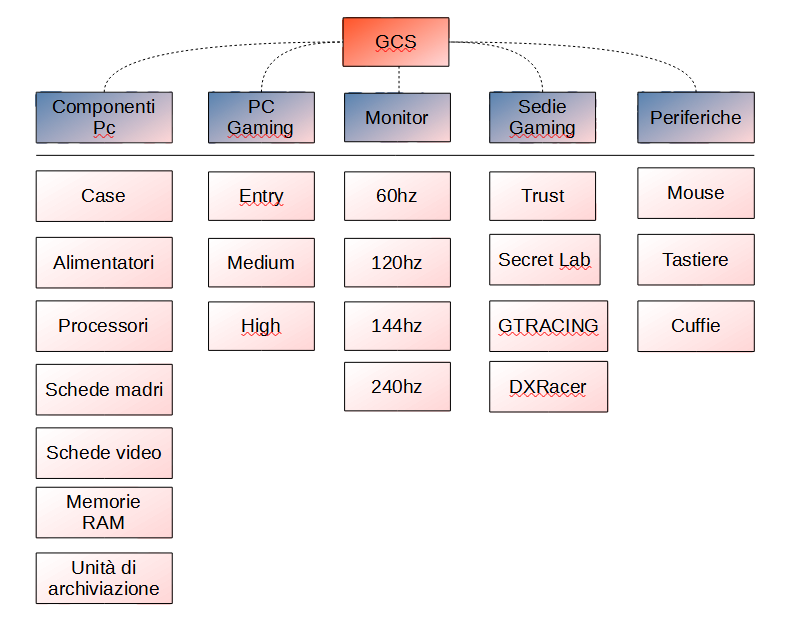 GCS
Componenti
Pc
PC
Gaming
Monitor
Sedie
Gaming
Periferiche
Case
Alimentatori
Processori
Schede madri
Schede video
Memorie
RAM
Unità di
archiviazione
Entry
Medium
High
60hz
120hz
144hz
240hz
Trust
Secret Lab
GTRACING
DXRacer
Mouse
Tastiere
Cuffie